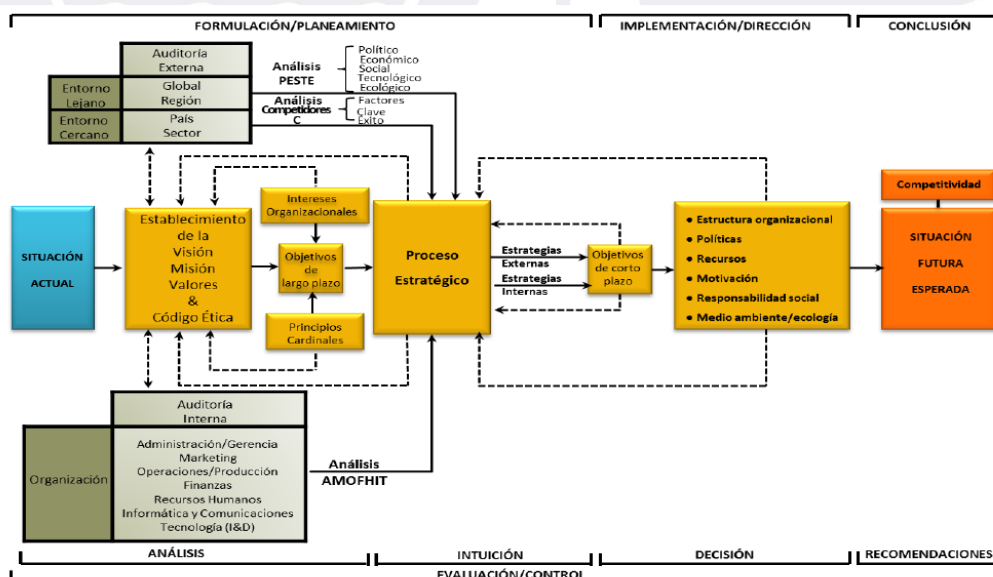 FORMULACIÓN/PLANEAMIENTO
IMPLEMENTACIÓN/DIRECCIÓN
CONCLUSIÓN
Auditoría
Externa
Entorno
Lejano
Global
Región
Entorno
Cercano
País
Sector
Análisis
PESTE
Político
Económico
Social
Tecnológico
Ecológico
Análisis
Competidores
C
Factores
Clave
Éxito
SITUACIÓN
ACTUAL
Establecimiento
de la
Visión
Misión
Valores
&
Código Ética
Intereses
Organizacionales
Objetivos
de
largo plazo
Principios
Cardinales
Proceso
Estratégico
Estrategias
Externas
Estrategias
Internas
Objetivos
de corto
plazo
• Estructura organizacional
• Políticas
• Recursos
• Motivación
• Responsabilidad social
• Medio ambiente/ecología
Competitividad
SITUACIÓN
FUTURA
ESPERADA
Auditoría
Interna
Organización
Administración/Gerencia
Marketing
Operaciones/Producción
Finanzas
Recursos Humanos
Informática y Comunicaciones
Tecnología (I&D)
Análisis
AMOFHIT
ANÁLISIS
INTUICIÓN
DECISIÓN
RECOMENDACIONES
EVALUACIÓN/CONTROL